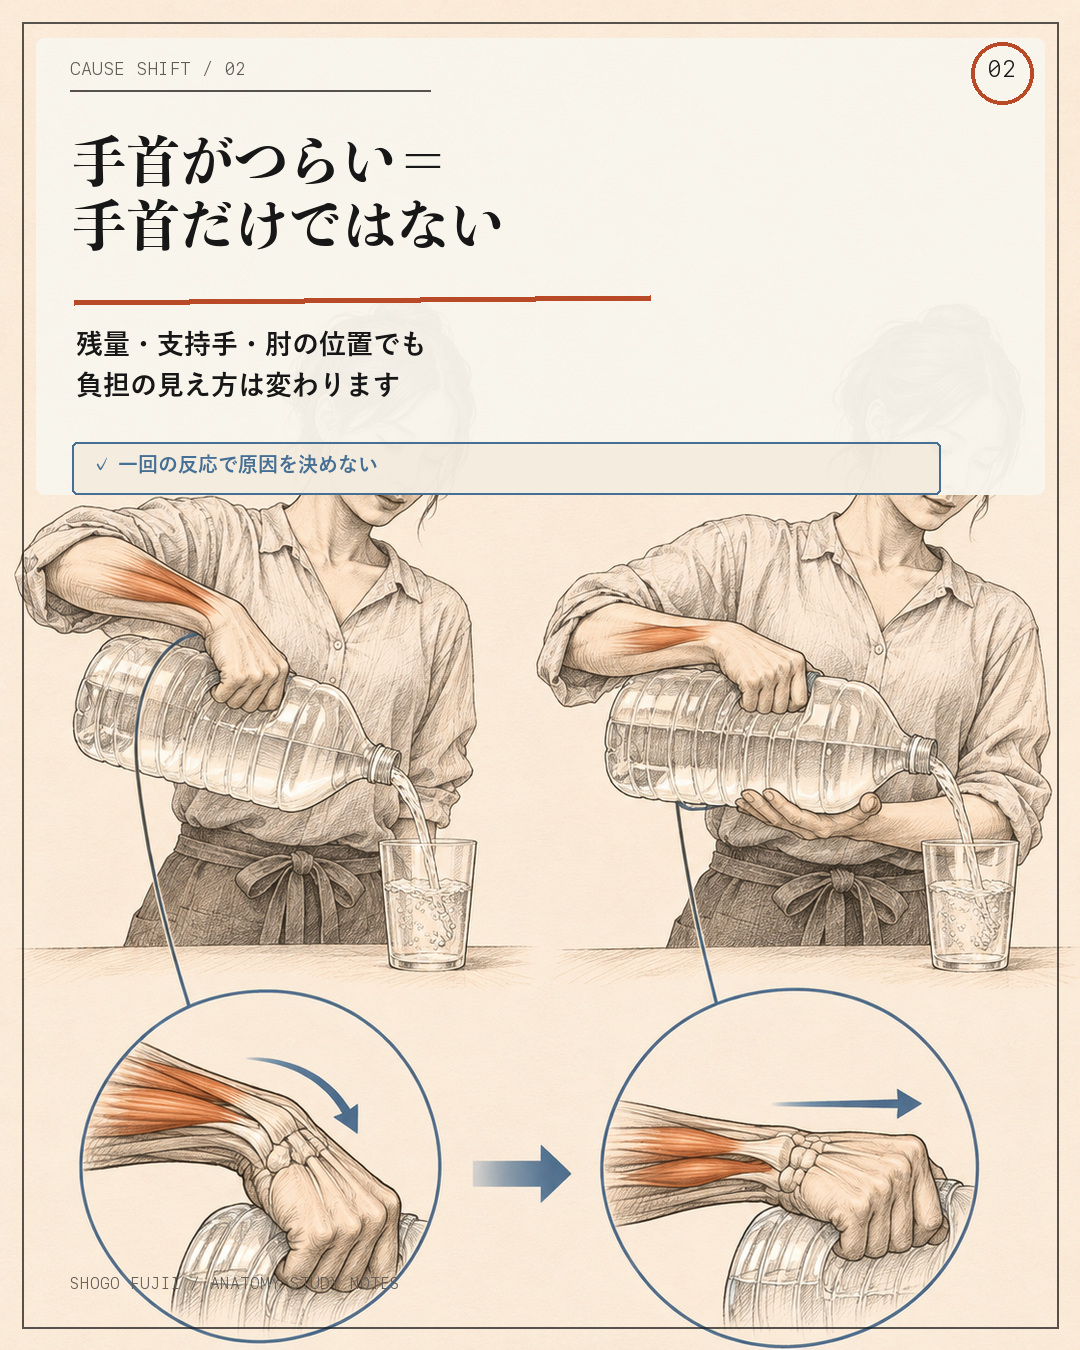 CAUSE SHIFT / 02
02
手首がつらい＝
手首だけではない
残量・支持手・肘の位置でも
負担の見え方は変わります
✓ 一回の反応で原因を決めない
SHOGO FUJII / ANATOMY STUDY NOTES